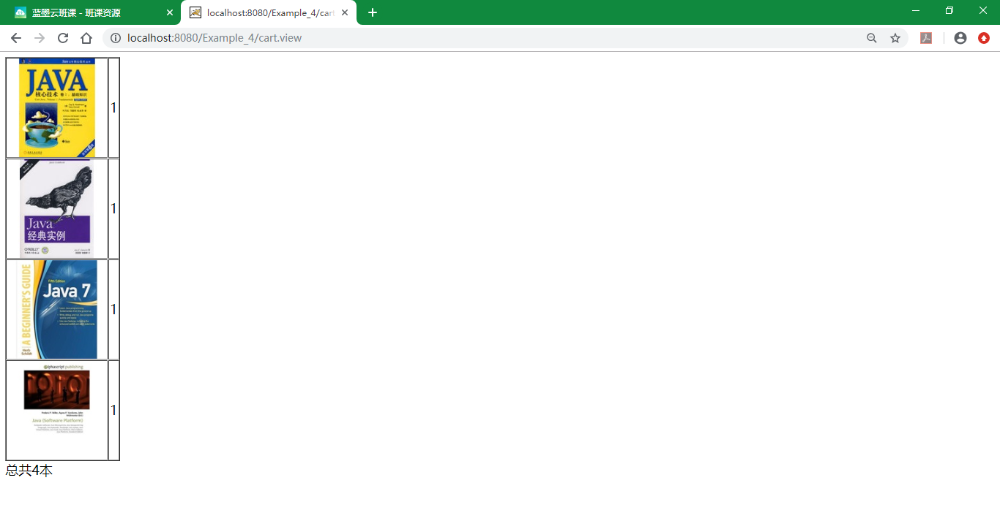 蓝墨云班课 - 班课资源
localhost:8080/Example_4/cart
localhost:8080/Example_4/cart.view
JAVA
核心技术 卷I：基础知识
1
Java
经典实例
O'REILLY
1
A BEGINNER'S GUIDE
Fifth Edition
Java 7
Herb
Schildt
1
alphascript publishing
Java (Software Platform)
1
总共4本